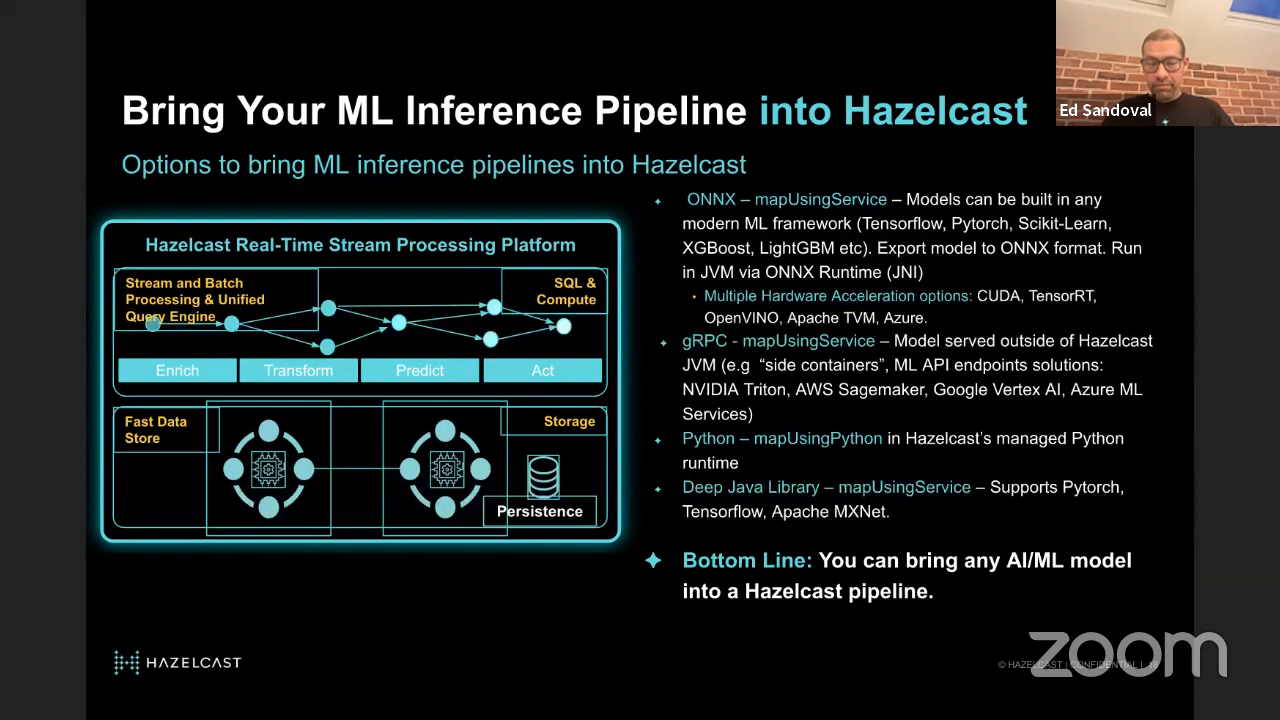 Bring Your ML Inference Pipeline into Hazelcast
Ed Sandoval
Options to bring ML inference pipelines into Hazelcast
Hazelcast Real-Time Stream Processing Platform
Stream and Batch
Processing & Unified
Query Engine
SQL &
Compute
Enrich
Transform
Predict
Act
Fast Data
Store
Storage
Persistence
ONNX – mapUsingService – Models can be built in any
modern ML framework (Tensorflow, Pytorch, Scikit-Learn,
XGBoost, LightGBM etc). Export model to ONNX format. Run
in JVM via ONNX Runtime (JNI)
Multiple Hardware Acceleration options: CUDA, TensorRT,
OpenVINO, Apache TVM, Azure.
gRPC - mapUsingService – Model served outside of Hazelcast
JVM (e.g “side containers”, ML API endpoints solutions:
NVIDIA Triton, AWS Sagemaker, Google Vertex AI, Azure ML
Services)
Python – mapUsingPython in Hazelcast’s managed Python
runtime
Deep Java Library – mapUsingService – Supports Pytorch,
Tensorflow, Apache MXNet.
Bottom Line: You can bring any AI/ML model
into a Hazelcast pipeline.
HAZELCAST
© HAZELCAST | CONFIDENTIAL |
zoom